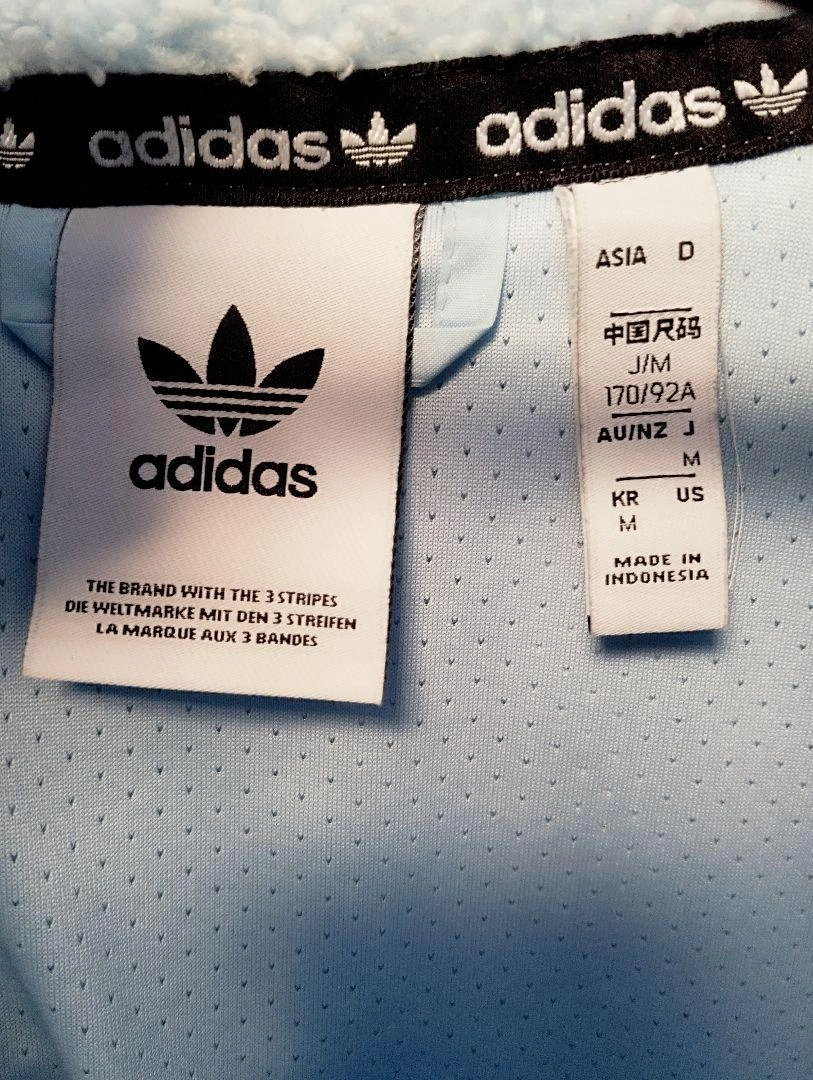 adidas adidas
adidas
THE BRAND WITH THE 3 STRIPES
DIE WELTMARKE MIT DEN 3 STREIFEN
LA MARQUE AUX 3 BANDES
ASIA D
中国尺码
J/M
170/92A
AU/NZ J
M
KR US
M
MADE IN
INDONESIA